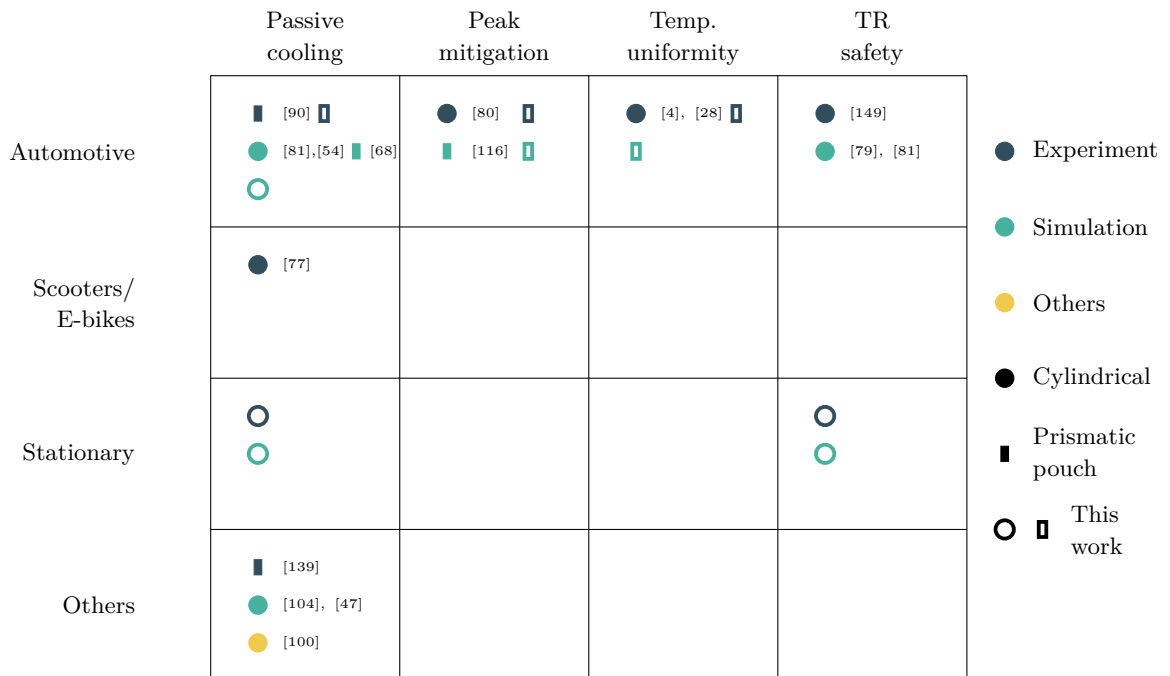 Passive
cooling
Peak
mitigation
Temp.
uniformity
TR
safety
Automotive
[90]
[80]
[4], [28]
[149]
[81],[54] [68]
[116]
[79], [81]
Scooters/
E-bikes
[77]
Stationary
Others
[139]
[104], [47]
[100]
Experiment
Simulation
Others
Cylindrical
Prismatic
pouch
This
work